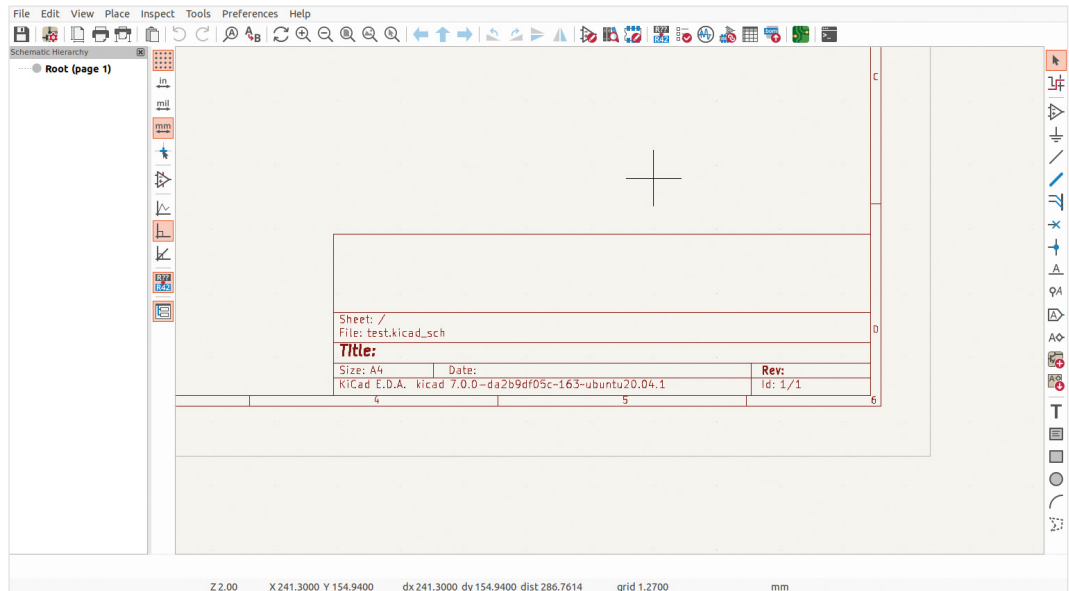 File Edit View Place Inspect Tools Preferences Help
Schematic Hierarchy
Root (page 1)
in
mil
mm
R??
R42
C
Sheet: /
File: test.kicad_sch
Title:
Size: A4 Date: Rev:
KiCad E.D.A. kicad 7.0.0-da2b9df05c-163~ubuntu20.04.1 Id: 1/1
D
4 5 6
Z 2.00 X 241.3000 Y 154.9400 dx 241.3000 dy 154.9400 dist 286.7614 grid 1.2700 mm